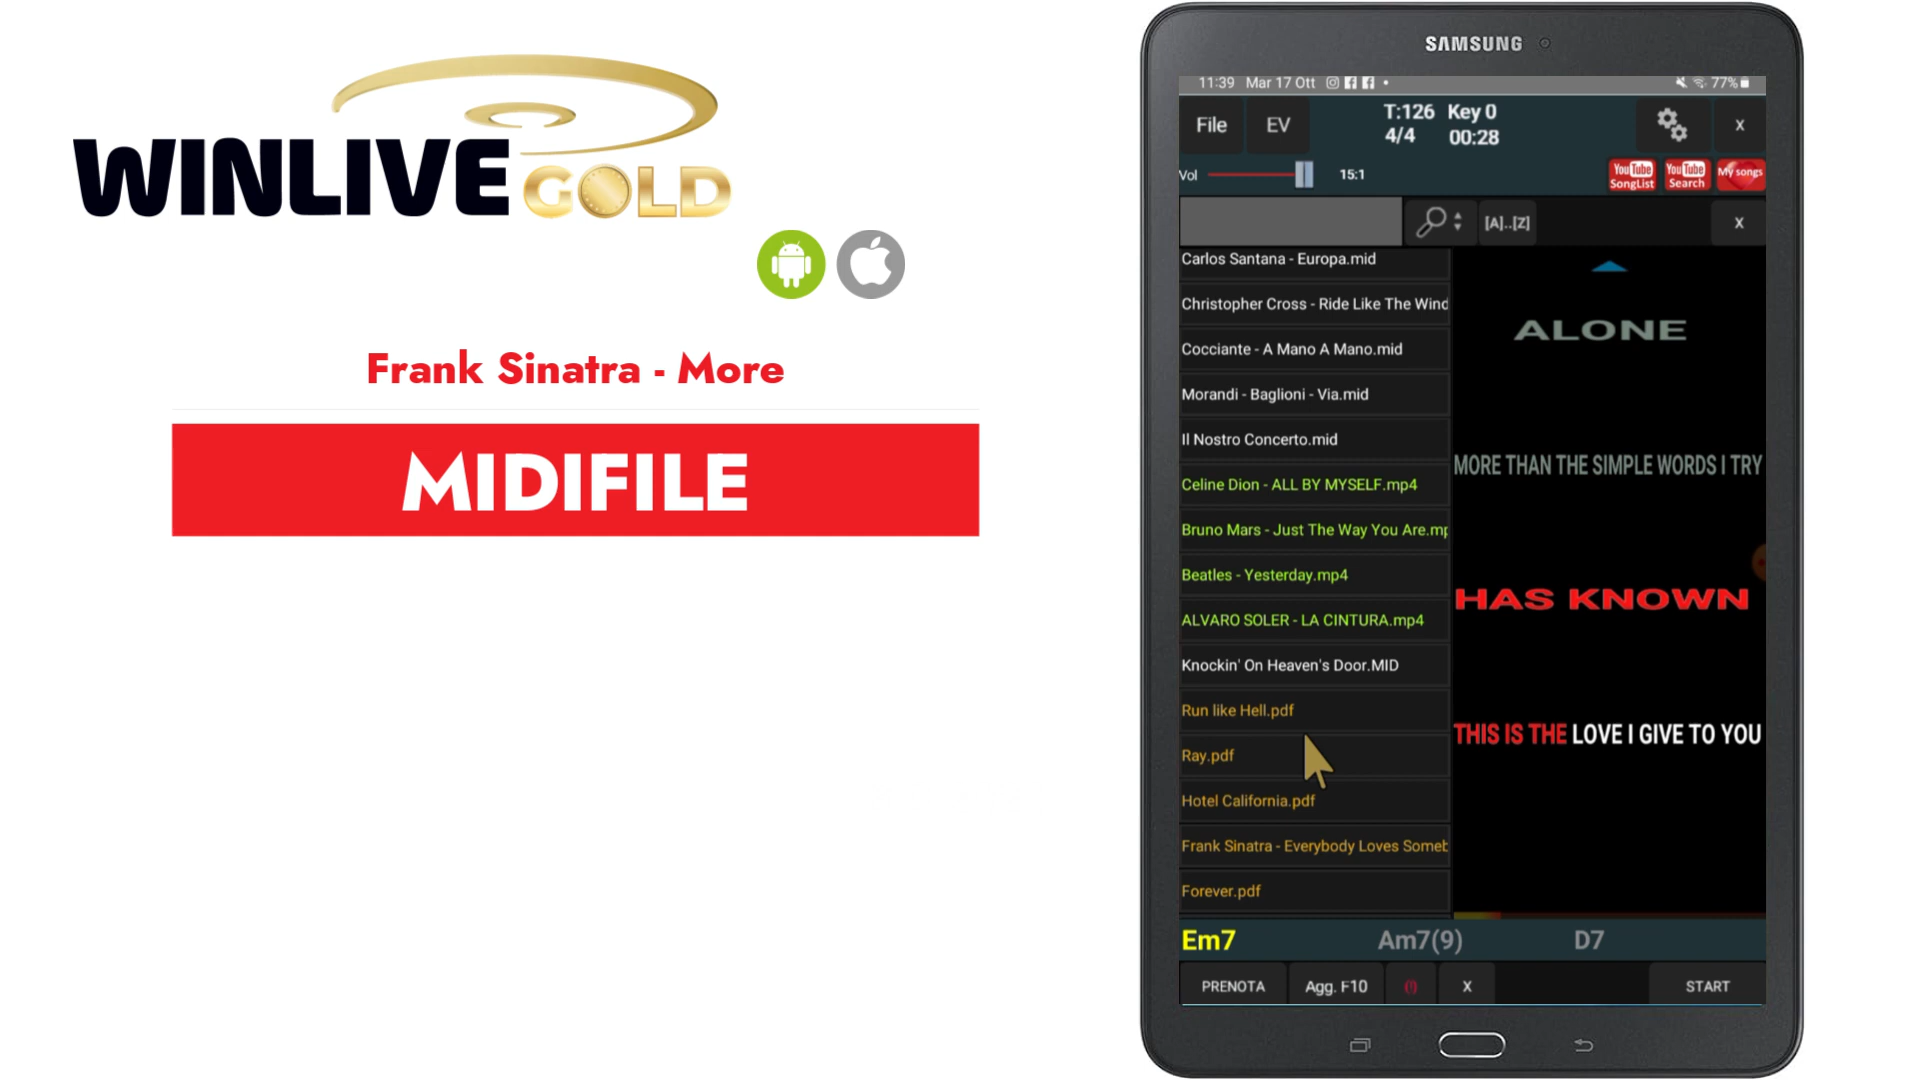 WINLIVE GOLD
Frank Sinatra - More
MIDIFILE
SAMSUNG
11:39 Mar 17 Ott
77%
File
EV
T:126 Key 0
4/4 00:28
x
Vol
15:1
YouTube SongList
YouTube Search
My songs
[A]..[Z]
x
Carlos Santana - Europa.mid
Christopher Cross - Ride Like The Wind
Cocciante - A Mano A Mano.mid
Morandi - Baglioni - Via.mid
Il Nostro Concerto.mid
Celine Dion - ALL BY MYSELF.mp4
Bruno Mars - Just The Way You Are.mp
Beatles - Yesterday.mp4
ALVARO SOLER - LA CINTURA.mp4
Knockin' On Heaven's Door.MID
Run like Hell.pdf
Ray.pdf
Hotel California.pdf
Frank Sinatra - Everybody Loves Someb
Forever.pdf
ALONE
MORE THAN THE SIMPLE WORDS I TRY
HAS KNOWN
THIS IS THE LOVE I GIVE TO YOU
Em7 Am7(9) D7
PRENOTA
Agg. F10
(!)
X
START